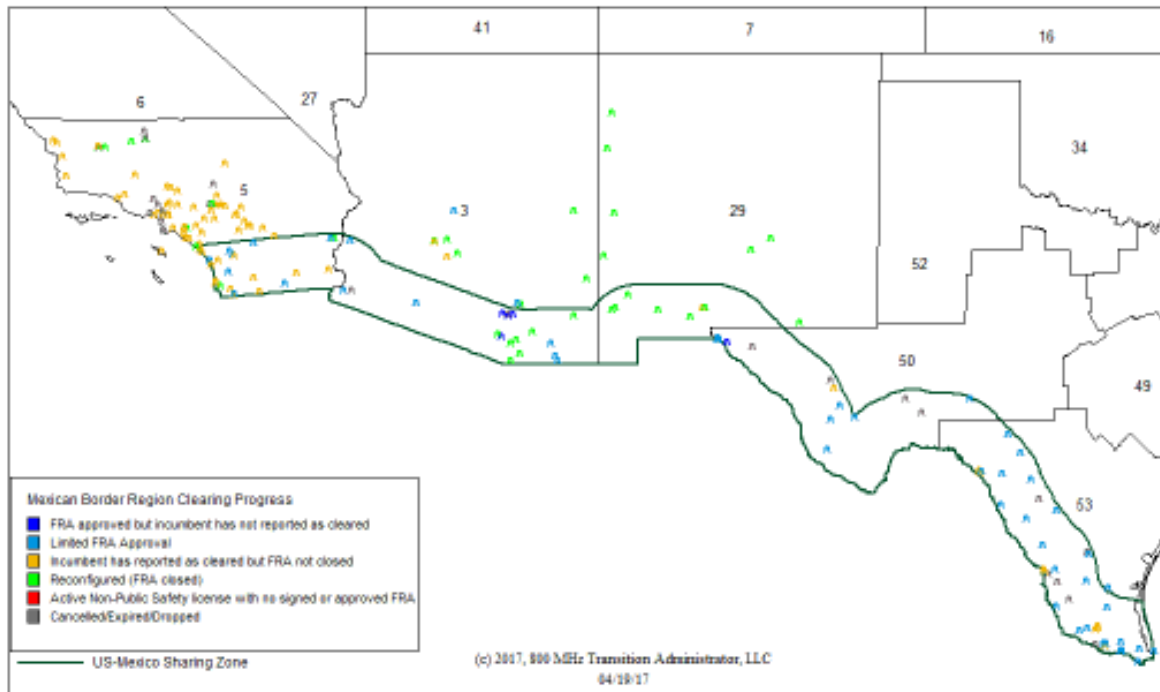 41
7
16
6
27
34
5
3
29
52
50
49
53
Mexican Border Region Clearing Progress
FRA approved but incumbent has not reported as cleared
Limited FRA Approval
Incumbent has reported as cleared but FRA not closed
Reconfigured (FRA closed)
Active Non-Public Safety license with no signed or approved FRA
Cancelled/Expired/Dropped
US-Mexico Sharing Zone
(c) 2017, 800 MHz Transition Administrator, LLC
04/19/17